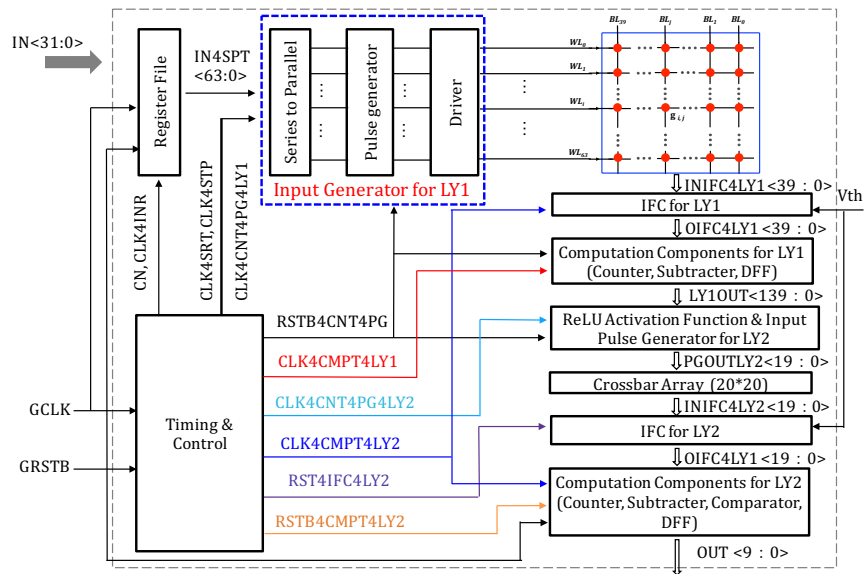 IN<31:0>
Register File
IN4SPT
<63:0>
Series to Parallel
Pulse generator
Driver
Input Generator for LY1
BL39
BLj
BL1
BL0
WL0
WL1
WLi
WL63
g i,j
INIFC4LY1<39 : 0>
Vth
IFC for LY1
OIFC4LY1<39 : 0>
Computation Components for LY1
(Counter, Subtracter, DFF)
LY1OUT<139 : 0>
ReLU Activation Function & Input
Pulse Generator for LY2
PGOUTLY2<19 : 0>
Crossbar Array (20*20)
INIFC4LY2<19 : 0>
IFC for LY2
OIFC4LY1<19 : 0>
Computation Components for LY2
(Counter, Subtracter, Comparator,
DFF)
OUT <9 : 0>
CN, CLK4INR
CLK4SRT, CLK4STP
CLK4CNT4PG4LY1
RSTB4CNT4PG
CLK4CMPT4LY1
CLK4CNT4PG4LY2
CLK4CMPT4LY2
RST4IFC4LY2
RSTB4CMPT4LY2
Timing &
Control
GCLK
GRSTB